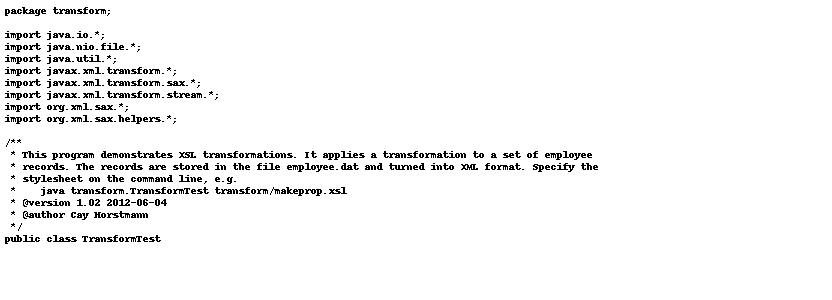 package transform;
import java.io.*;
import java.nio.file.*;
import java.util.*;
import javax.xml.transform.*;
import javax.xml.transform.sax.*;
import javax.xml.transform.stream.*;
import org.xml.sax.*;
import org.xml.sax.helpers.*;
/**
 * This program demonstrates XSL transformations. It applies a transformation to a set of employee
 * records. The records are stored in the file employee.dat and turned into XML format. Specify the
 * stylesheet on the command line, e.g.
 *    java transform.TransformTest transform/makeprop.xsl
 * @version 1.02 2012-06-04
 * @author Cay Horstmann
 */
public class TransformTest